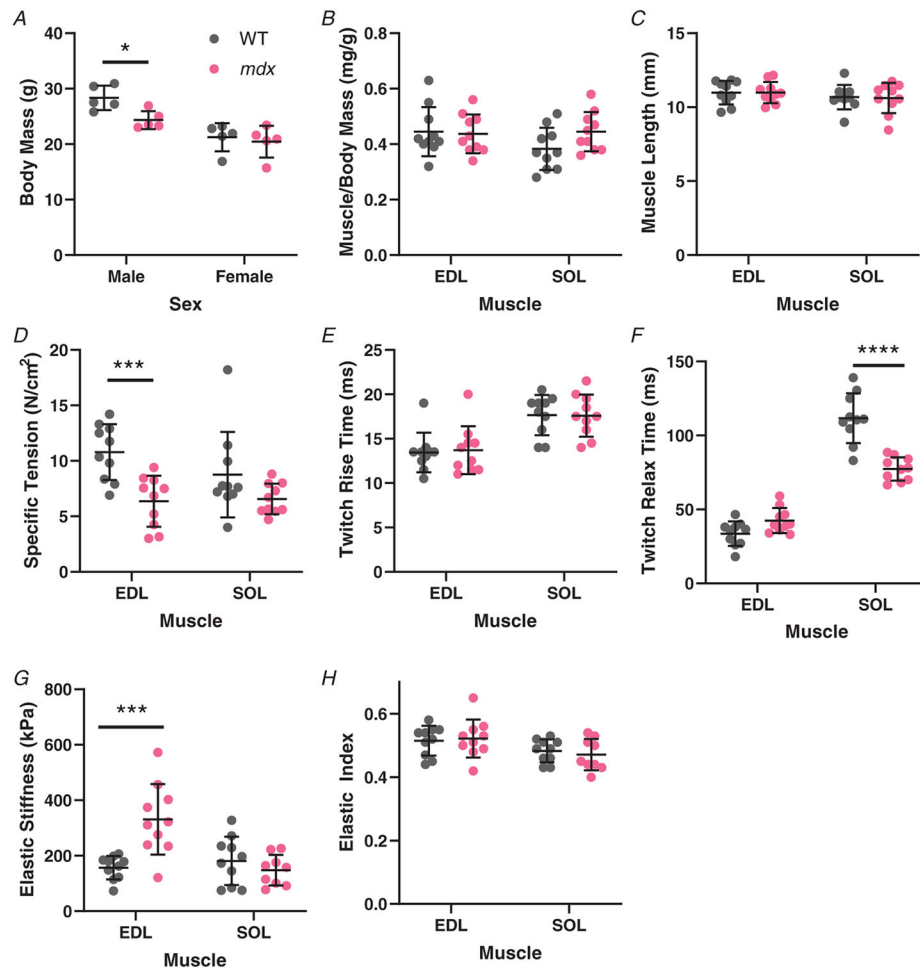 A
Body Mass (g)
40
30
20
10
0
*
WT
mdx
Male
Female
Sex
B
Muscle/Body Mass (mg/g)
0.8
0.6
0.4
0.2
0.0
EDL
SOL
Muscle
C
Muscle Length (mm)
15
10
5
0
EDL
SOL
Muscle
D
Specific Tension (N/cm²)
20
15
10
5
0
***
EDL
SOL
Muscle
E
Twitch Rise Time (ms)
25
20
15
10
5
0
EDL
SOL
Muscle
F
Twitch Relax Time (ms)
150
100
50
0
****
EDL
SOL
Muscle
G
Elastic Stiffness (kPa)
800
600
400
200
0
***
EDL
SOL
Muscle
H
Elastic Index
0.6
0.4
0.2
0.0
EDL
SOL
Muscle